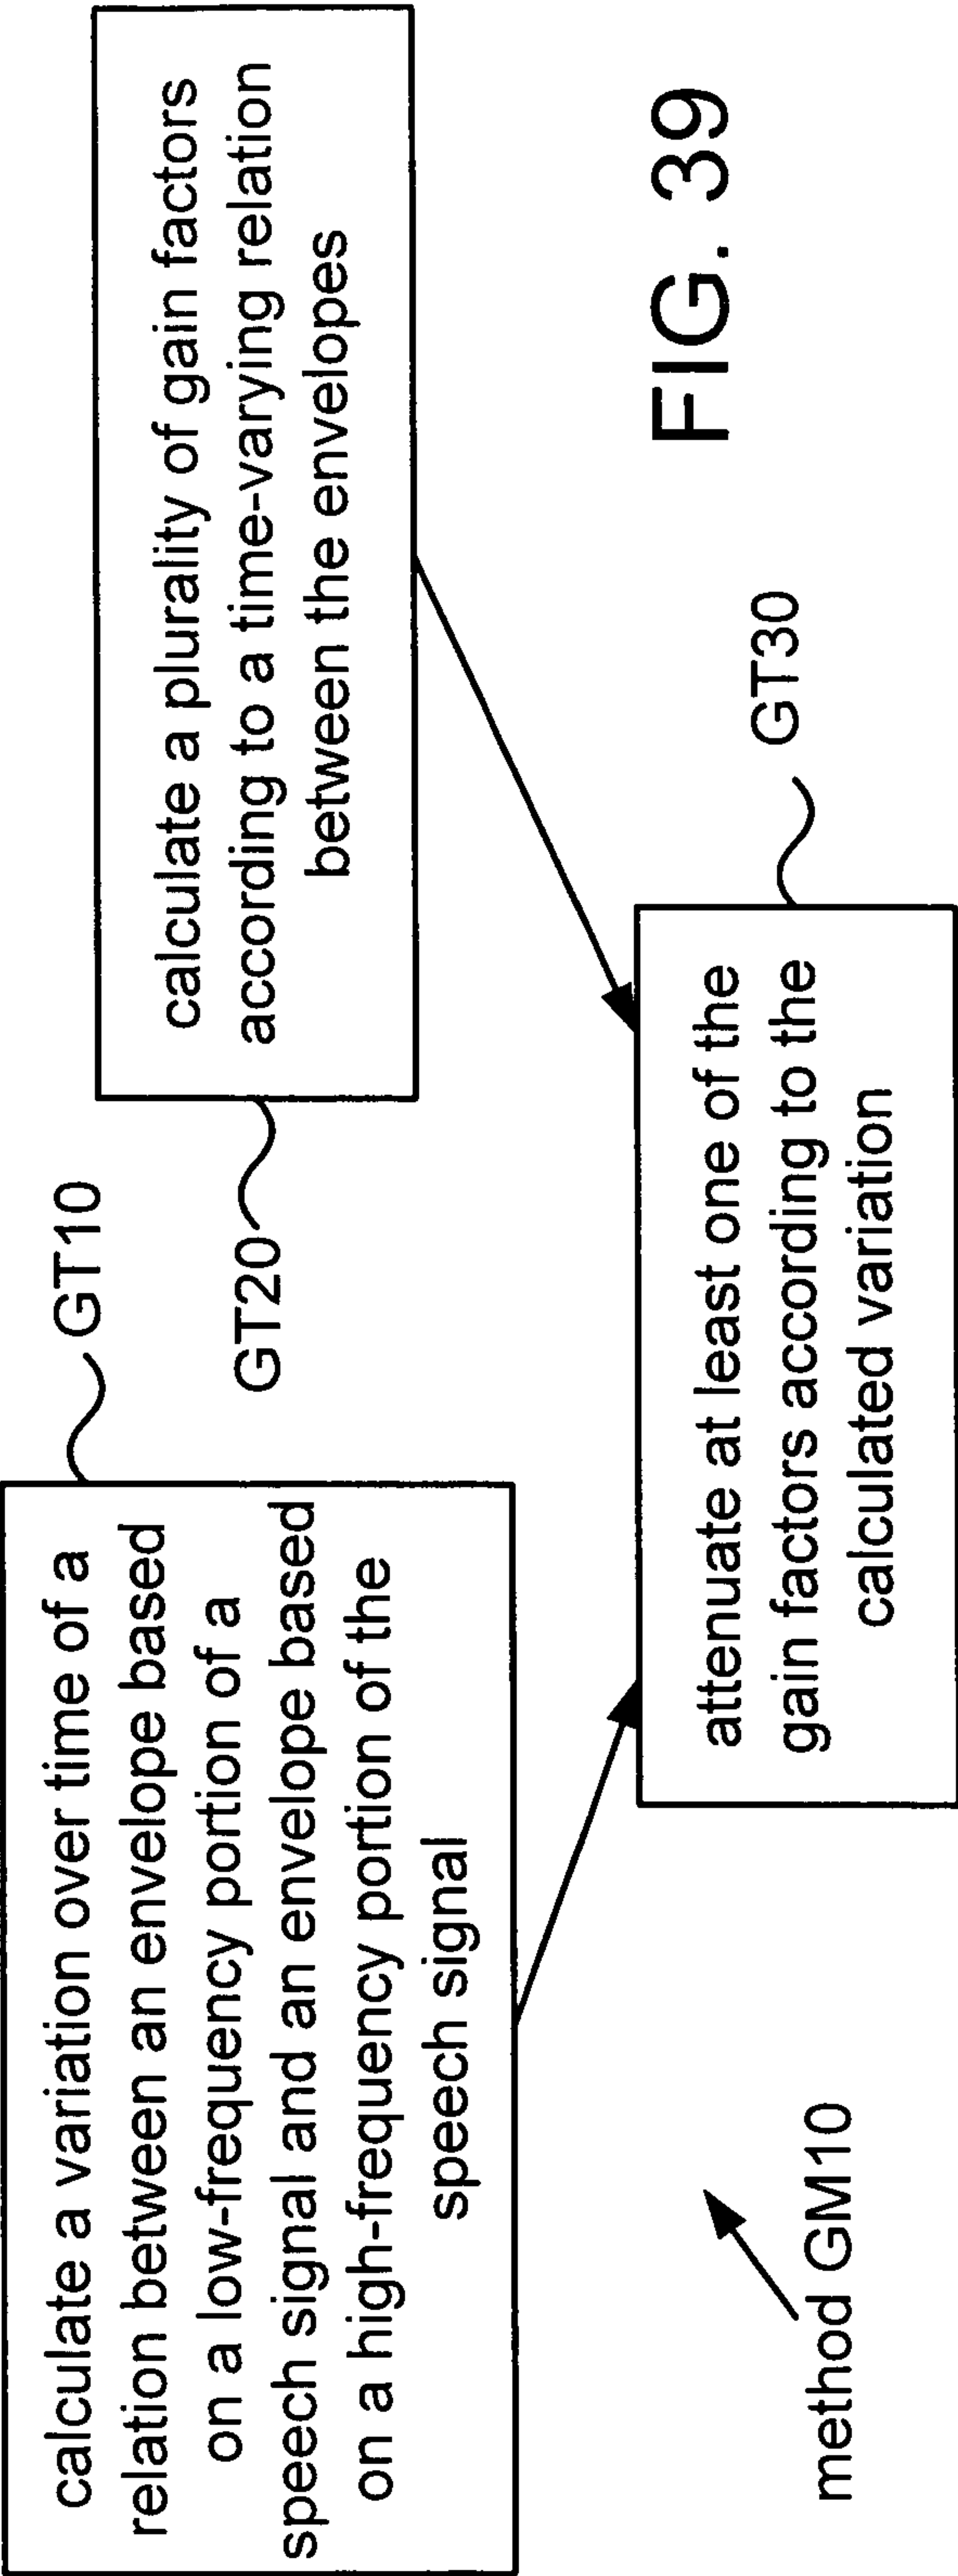 calculate a variation over time of a
relation between an envelope based
on a low-frequency portion of a
speech signal and an envelope based
on a high-frequency portion of the
speech signal
GT10
GT20
calculate a plurality of gain factors
according to a time-varying relation
between the envelopes
attenuate at least one of the
gain factors according to the
calculated variation
GT30
method GM10
FIG. 39